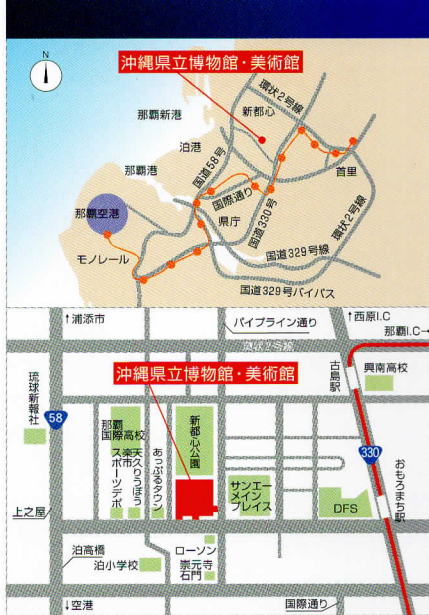 N
沖縄県立博物館・美術館
環状2号線
新都心
那覇新港
泊港
国道58号
首里
那覇港
国際通り
国道330号
県庁
那覇空港
環状2号線
国道329号線
モノレール
国道329号バイパス
↑浦添市
パイプライン通り
↑西原I.C
那覇I.C→
環状2号線
古島駅
興南高校
沖縄県立博物館・美術館
琉球新報社
58
那覇
国際高校
新都心公園
330
スポーツデポ
楽市
天久りうぼう
あっぷるタウン
サンエー
メイン
プレイス
おもろまち駅
DFS
上之屋
泊高橋
泊小学校
ローソン
崇元寺
石門
↓空港
国際通り